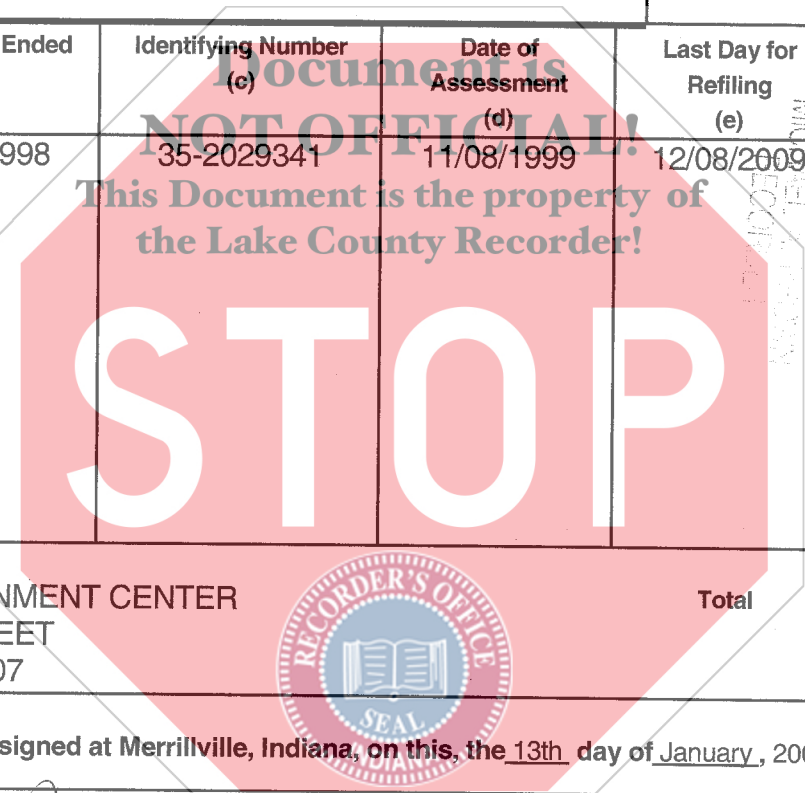 Ended Identifying Number Date of Last Day for
(c) Assessment Refiling
(d) (e)
Document is
NOT OFFICIAL!
998 35-2029341 11/08/1999 12/08/2009
This Document is the property of
the Lake County Recorder!
STOP
NMENT CENTER Total
EET
07
RECORDER'S OFFICE
SEAL
INDIANA
signed at Merrillville, Indiana, on this, the 13th day of January, 200